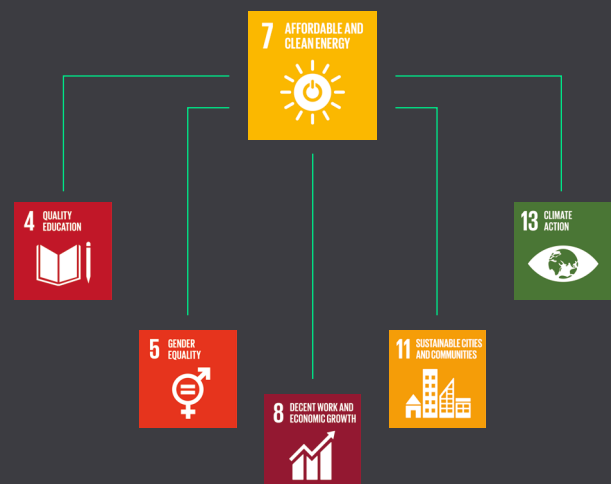 7 AFFORDABLE AND
CLEAN ENERGY
4 QUALITY
EDUCATION
13 CLIMATE
ACTION
5 GENDER
EQUALITY
11 SUSTAINABLE CITIES
AND COMMUNITIES
8 DECENT WORK AND
ECONOMIC GROWTH